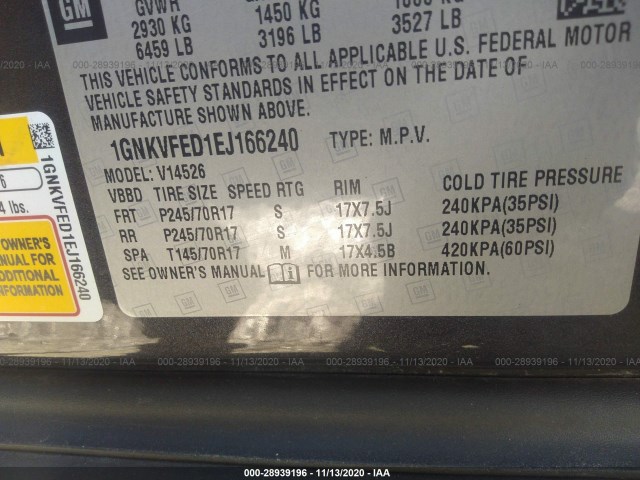 GM
GVWR
2930 KG 1450 KG
6459 LB 3196 LB 3527 LB
THIS VEHICLE CONFORMS TO ALL APPLICABLE U.S. FEDERAL MOTOR
VEHICLE SAFETY STANDARDS IN EFFECT ON THE DATE OF
MANUFACTURE SHOWN ABOVE.
1GNKVFED1EJ166240 TYPE: M.P.V.
MODEL: V14526
VBBD TIRE SIZE SPEED RTG RIM COLD TIRE PRESSURE
FRT P245/70R17 S 17X7.5J 240KPA(35PSI)
RR P245/70R17 S 17X7.5J 240KPA(35PSI)
SPA T145/70R17 M 17X4.5B 420KPA(60PSI)
SEE OWNER'S MANUAL FOR MORE INFORMATION.
1GNKVFED1EJ166240
6
4 lbs.
OWNER'S
MANUAL FOR
ADDITIONAL
INFORMATION
000-28939196 - 11/13/2020 - IAA